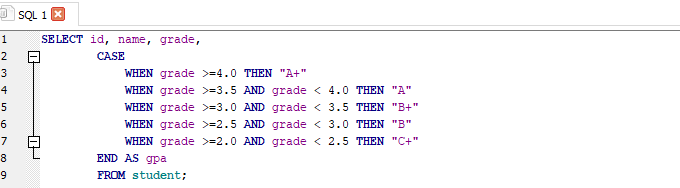 SQL 1
1 SELECT id, name, grade,
2 CASE
3 WHEN grade >=4.0 THEN "A+"
4 WHEN grade >=3.5 AND grade < 4.0 THEN "A"
5 WHEN grade >=3.0 AND grade < 3.5 THEN "B+"
6 WHEN grade >=2.5 AND grade < 3.0 THEN "B"
7 WHEN grade >=2.0 AND grade < 2.5 THEN "C+"
8 END AS gpa
9 FROM student;